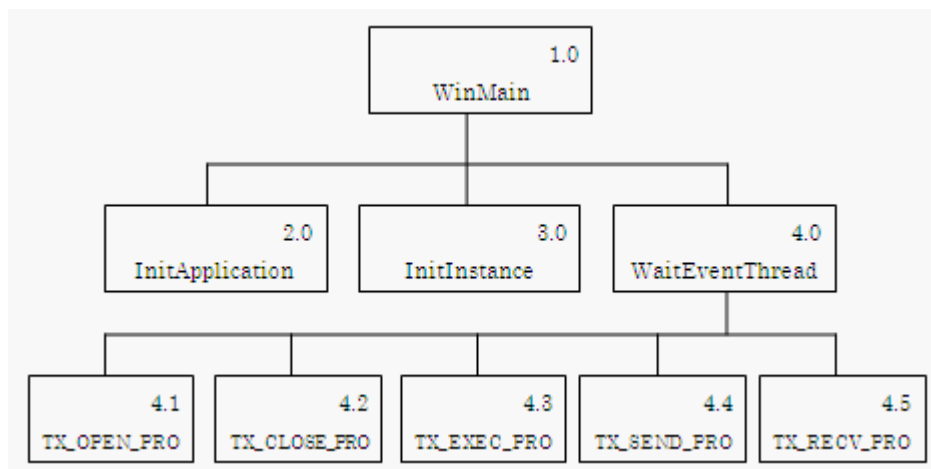 1.0
WinMain
2.0
InitApplication
3.0
InitInstance
4.0
WaitEventThread
4.1
TX_OPEN_PRO
4.2
TX_CLOSE_PRO
4.3
TX_EXEC_PRO
4.4
TX_SEND_PRO
4.5
TX_RECV_PRO